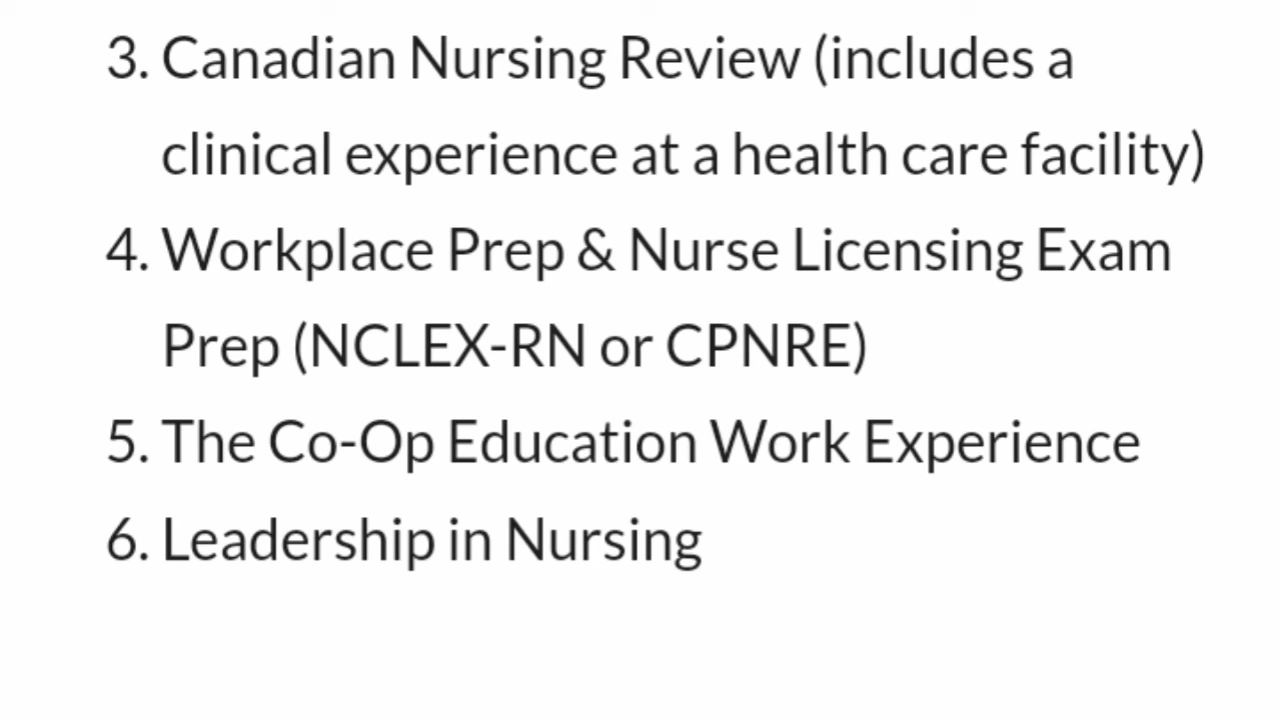 3. Canadian Nursing Review (includes a
clinical experience at a health care facility)
4. Workplace Prep & Nurse Licensing Exam
Prep (NCLEX-RN or CPNRE)
5. The Co-Op Education Work Experience
6. Leadership in Nursing